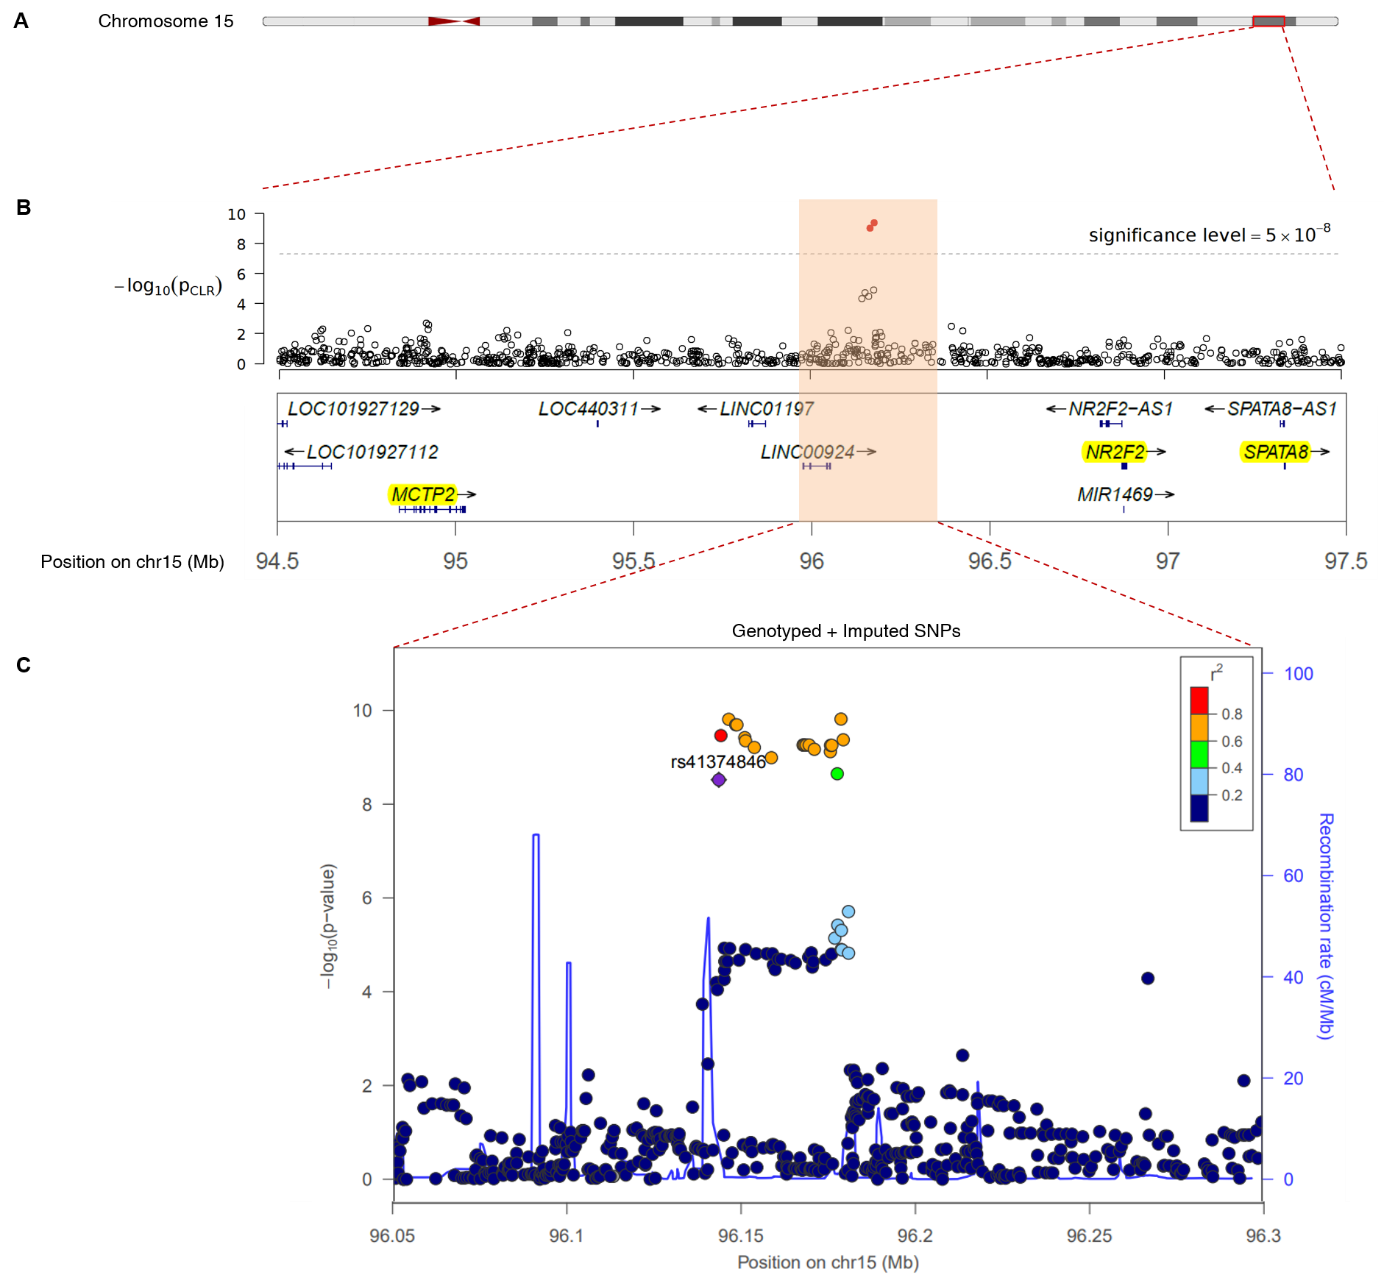 A
Chromosome 15
B
10
8
6
4
2
0
−log10(pCLR)
significance level = 5 × 10−8
LOC101927129→
LOC440311→
←LINC01197
←NR2F2−AS1
←SPATA8−AS1
←LOC101927112
LINC00924→
NR2F2→
SPATA8→
MCTP2→
MIR1469→
Position on chr15 (Mb)
94.5 95 95.5 96 96.5 97 97.5
Genotyped + Imputed SNPs
C
r2
0.8
0.6
0.4
0.2
rs41374846
10
8
6
4
2
0
−log10(p−value)
100
80
60
40
20
0
Recombination rate (cM/Mb)
96.05 96.1 96.15 96.2 96.25 96.3
Position on chr15 (Mb)